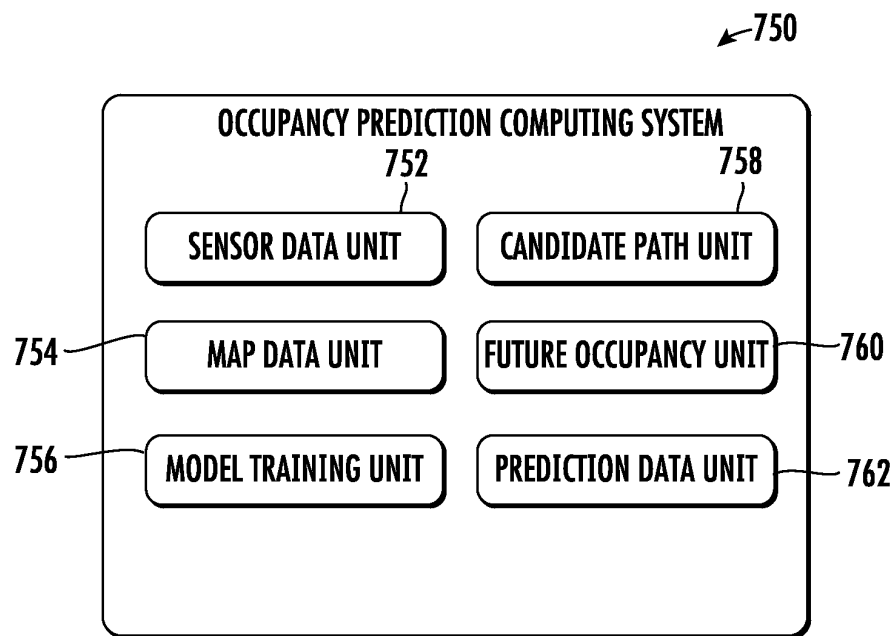 750
OCCUPANCY PREDICTION COMPUTING SYSTEM
752
758
SENSOR DATA UNIT
CANDIDATE PATH UNIT
754
MAP DATA UNIT
FUTURE OCCUPANCY UNIT
760
756
MODEL TRAINING UNIT
PREDICTION DATA UNIT
762